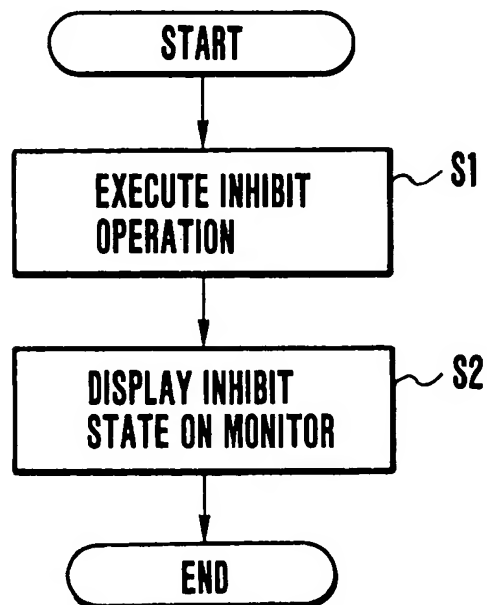 START
EXECUTE INHIBIT
OPERATION
S1
DISPLAY INHIBIT
STATE ON MONITOR
S2
END